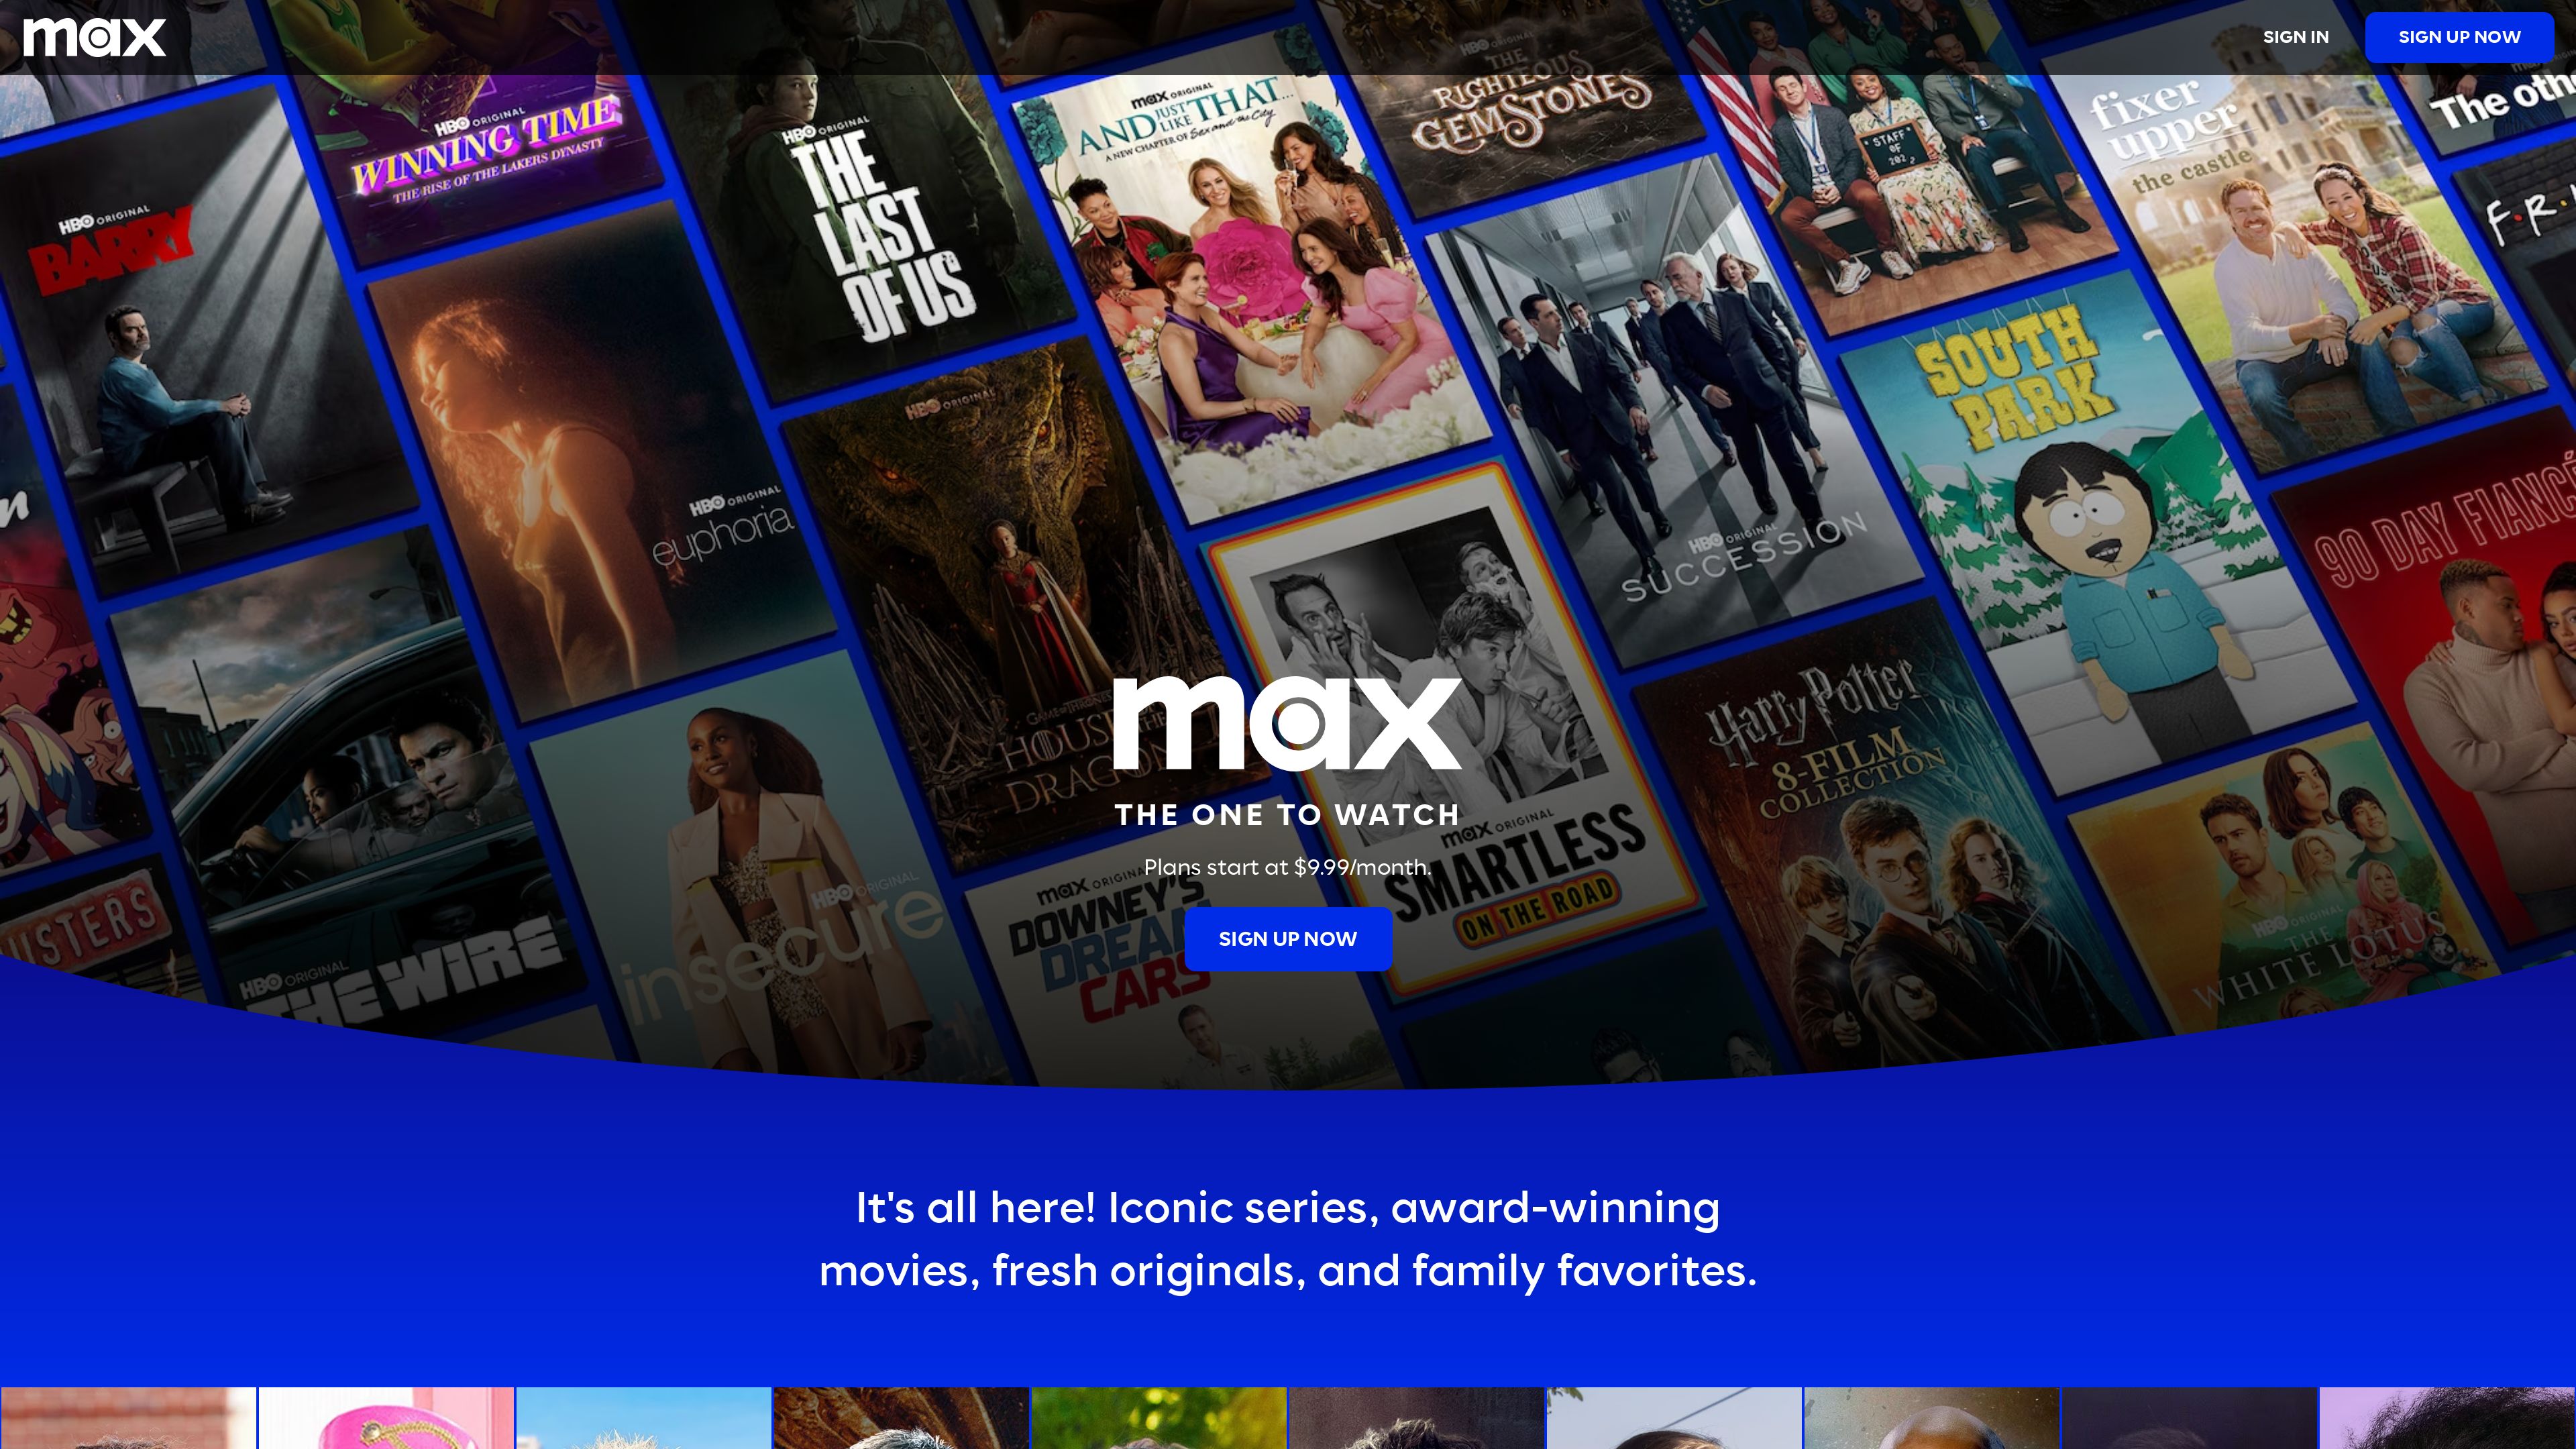 max
SIGN IN
SIGN UP NOW
HBO ORIGINAL
WINNING TIME
THE RISE OF THE LAKERS DYNASTY
HBO ORIGINAL
BARRY
HBO ORIGINAL
THE
LAST
OF US
max ORIGINAL
AND JUST LIKE THAT...
A NEW CHAPTER OF Sex and the City
HBO ORIGINAL
THE
RIGHTEOUS
GEMSTONES
STAFF
OF
202
fixer
upper
the castle
The oth
F.R.
HBO ORIGINAL
euphoria
HBO ORIGINAL
GAME OF THRONES
HOUSE
THE
DRAGON
HBO ORIGINAL
SUCCESSION
SOUTH
PARK
90 DAY FIANCÉ
USTERS
HBO ORIGINAL
THE WIRE
HBO ORIGINAL
insecure
max ORIGINAL
DOWNEY'S
DREAM
CARS
max ORIGINAL
SMARTLESS
ON THE ROAD
Harry Potter
8-FILM
COLLECTION
HBO ORIGINAL
THE
WHITE LOTUS
max
THE ONE TO WATCH
Plans start at $9.99/month.
SIGN UP NOW
It's all here! Iconic series, award-winning
movies, fresh originals, and family favorites.